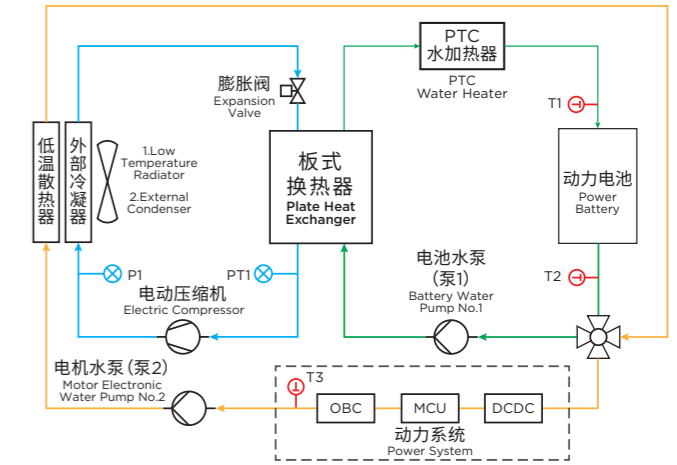 PTC
水加热器
PTC
Water Heater
膨胀阀
Expansion
Valve
T1
低温散热器
外部冷凝器
1.Low
Temperature
Radiator
2.External
Condenser
板式
换热器
Plate Heat
Exchanger
动力电池
Power
Battery
P1
PT1
电池水泵
(泵1)
Battery Water
Pump No.1
T2
电动压缩机
Electric Compressor
电机水泵(泵2)
Motor Electronic
Water Pump No.2
T3
OBC
MCU
DCDC
动力系统
Power System